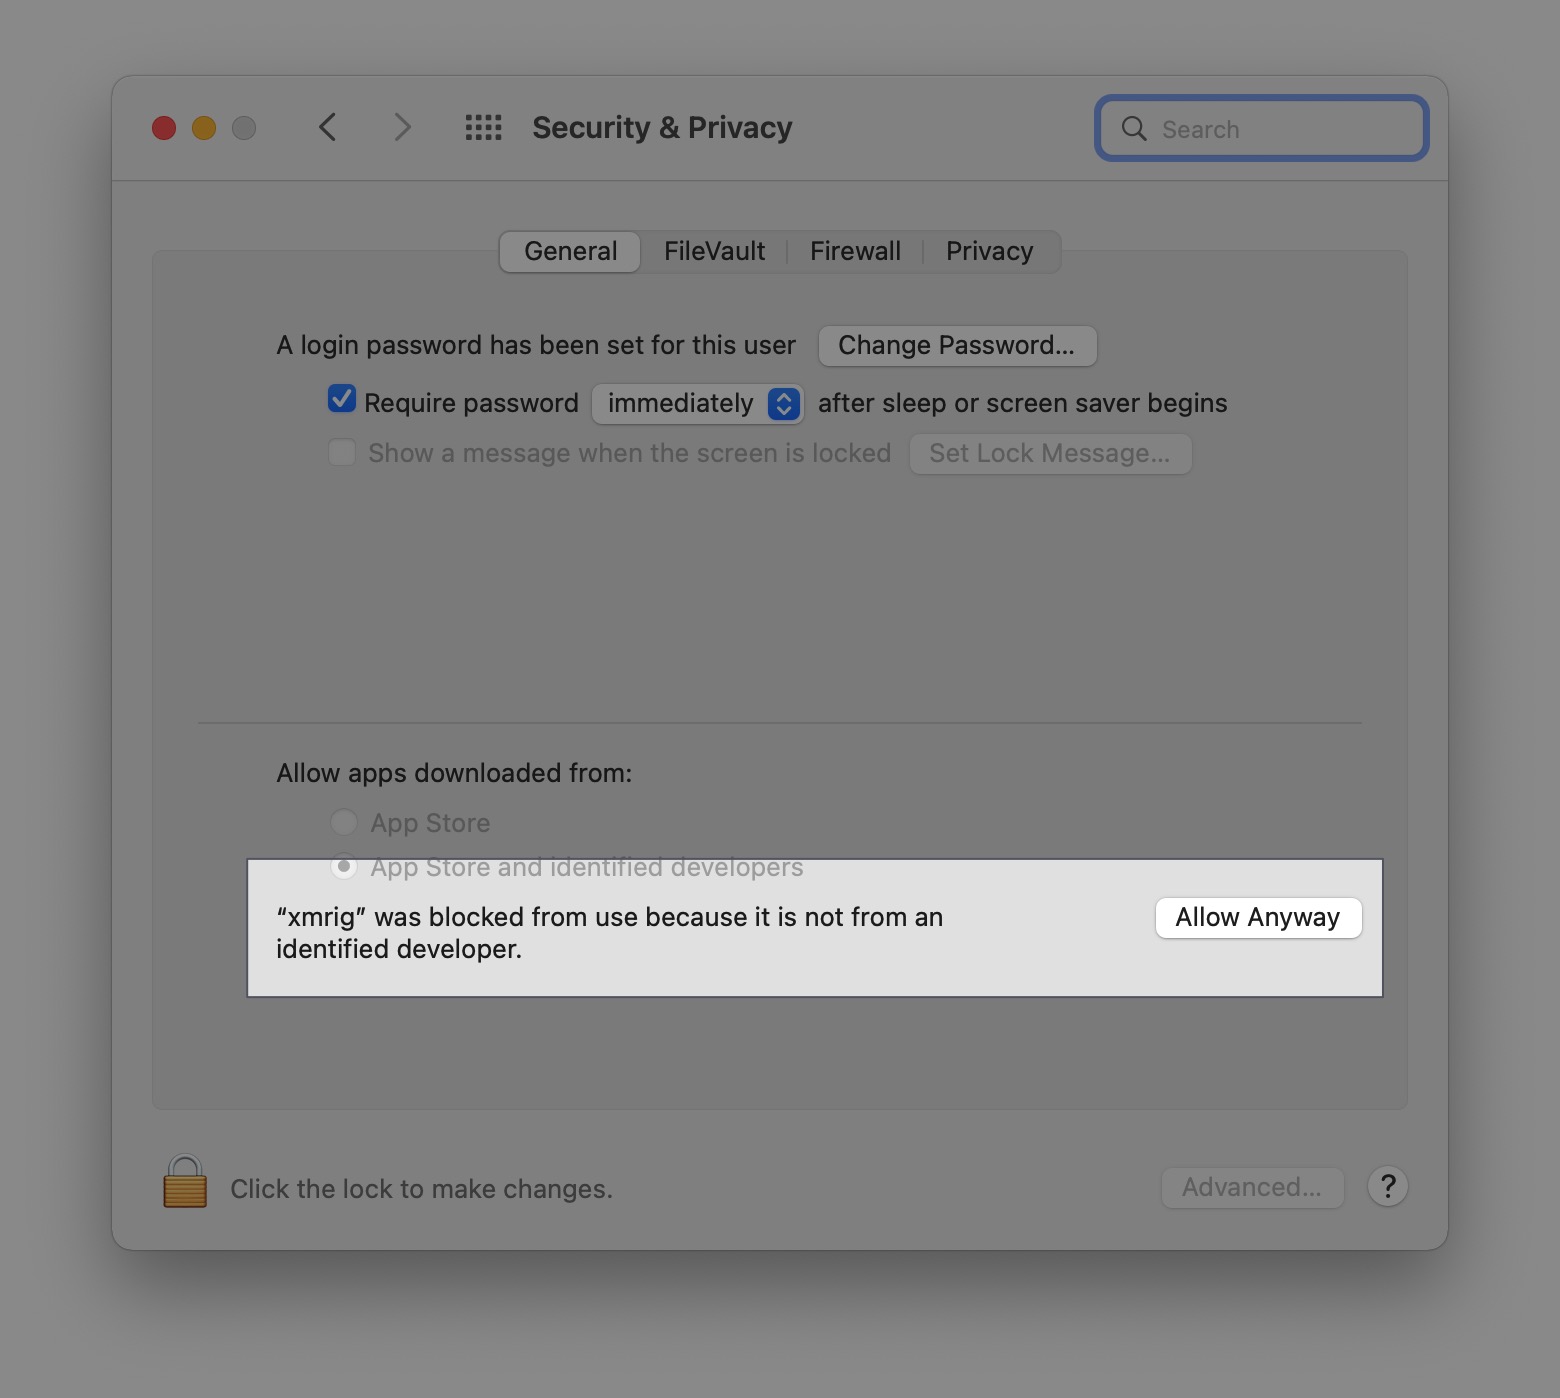 Security & Privacy
Search
General FileVault Firewall Privacy
A login password has been set for this user Change Password...
Require password immediately after sleep or screen saver begins
Show a message when the screen is locked Set Lock Message...
Allow apps downloaded from:
App Store
App Store and identified developers
“xmrig” was blocked from use because it is not from an Allow Anyway
identified developer.
Click the lock to make changes. Advanced... ?